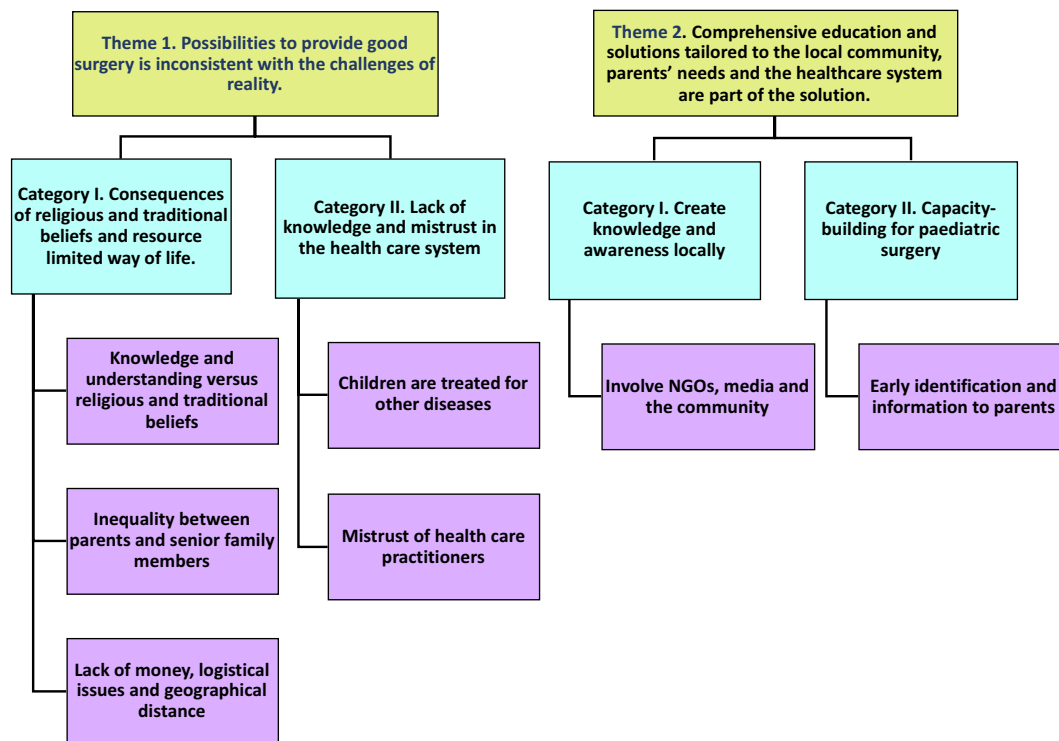 Theme 1. Possibilities to provide good
surgery is inconsistent with the challenges of
reality.
Theme 2. Comprehensive education and
solutions tailored to the local community,
parents’ needs and the healthcare system
are part of the solution.
Category I. Consequences
of religious and traditional
beliefs and resource
limited way of life.
Category II. Lack of
knowledge and mistrust in
the health care system
Category I. Create
knowledge and
awareness locally
Category II. Capacity-
building for paediatric
surgery
Knowledge and
understanding versus
religious and traditional
beliefs
Children are treated for
other diseases
Involve NGOs, media and
the community
Early identification and
information to parents
Inequality between
parents and senior family
members
Mistrust of health care
practitioners
Lack of money, logistical
issues and geographical
distance